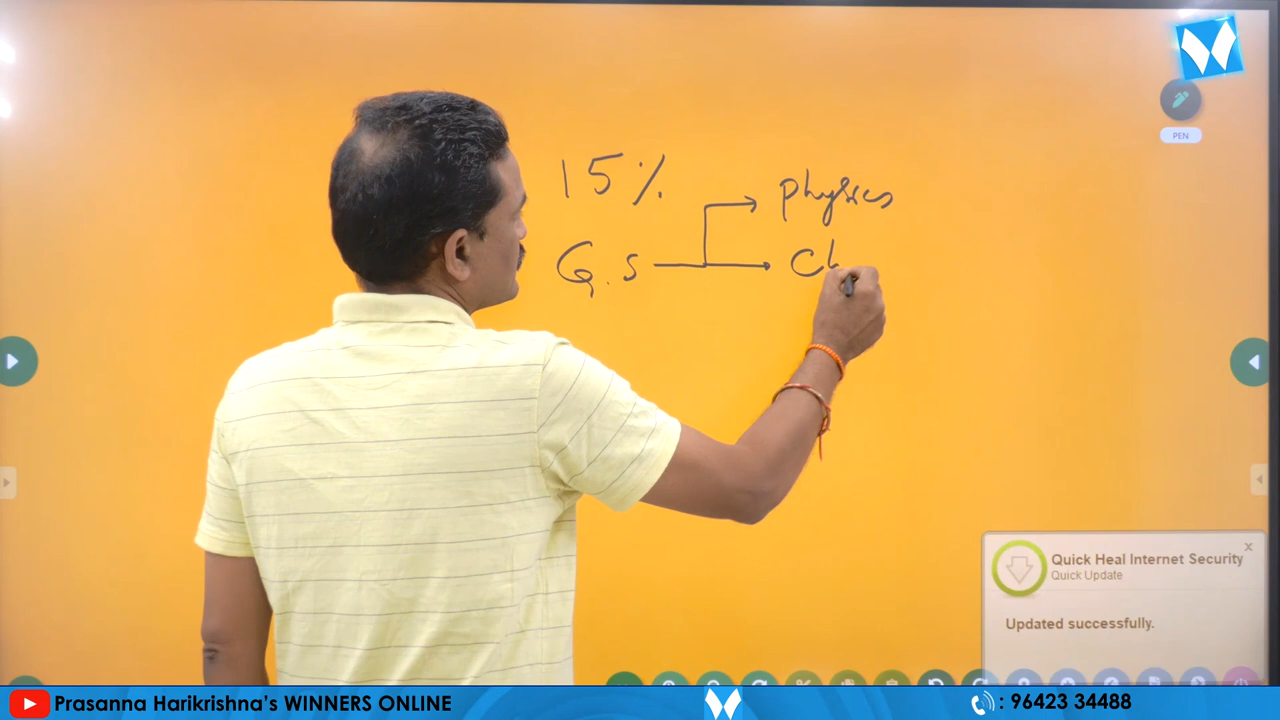 PEN
15%
physics
G.S
Ch
Quick Heal Internet Security
x
Quick Update
Updated successfully.
Prasanna Harikrishna's WINNERS ONLINE
: 96423 34488